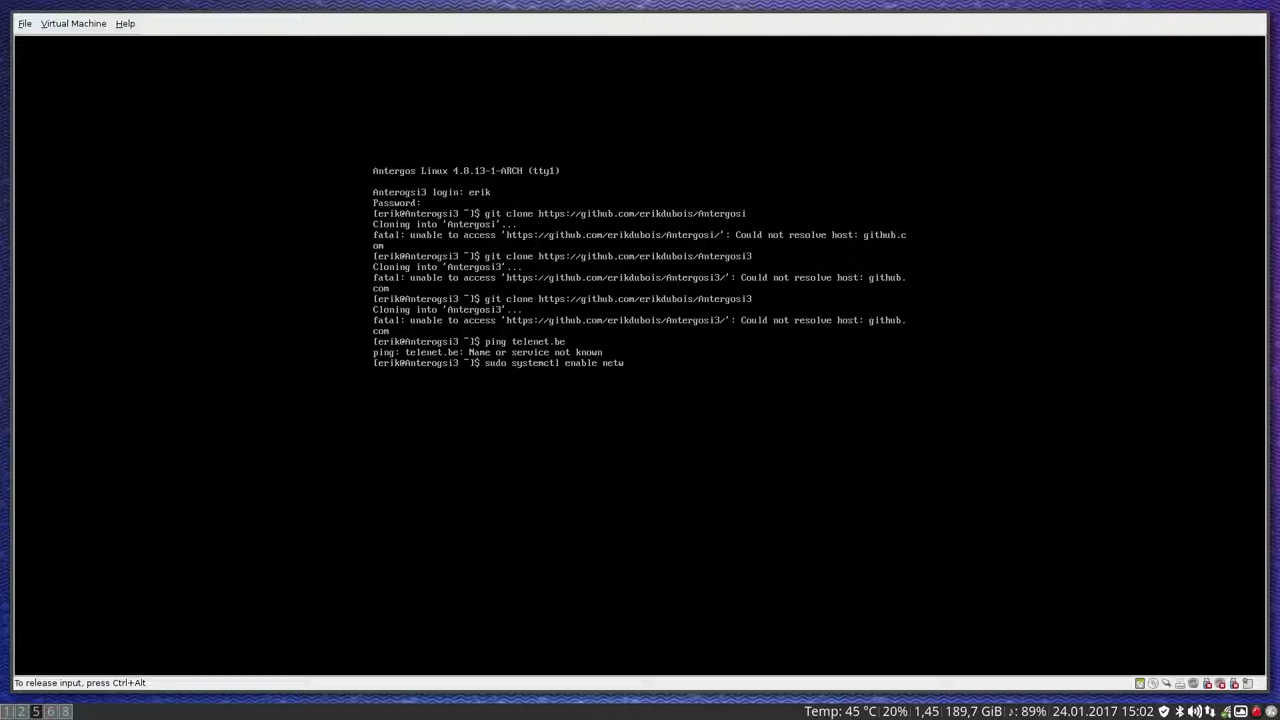 File Virtual Machine Help
Antergos Linux 4.8.13-1-ARCH (tty1)
Anterogsi3 login: erik
Password:
[erik@Anterogsi3 ~]$ git clone https://github.com/erikdubois/Antergosi
Cloning into 'Antergosi'...
fatal: unable to access 'https://github.com/erikdubois/Antergosi/': Could not resolve host: github.c
om
[erik@Anterogsi3 ~]$ git clone https://github.com/erikdubois/Antergosi3
Cloning into 'Antergosi3'...
fatal: unable to access 'https://github.com/erikdubois/Antergosi3/': Could not resolve host: github.
com
[erik@Anterogsi3 ~]$ git clone https://github.com/erikdubois/Antergosi3
Cloning into 'Antergosi3'...
fatal: unable to access 'https://github.com/erikdubois/Antergosi3/': Could not resolve host: github.
com
[erik@Anterogsi3 ~]$ ping telenet.be
ping: telenet.be: Name or service not known
[erik@Anterogsi3 ~]$ sudo systemctl enable netw
To release input, press Ctrl+Alt
1 2 5 6 8 Temp: 45 °C 20% 1,45 189,7 GiB ♪: 89% 24.01.2017 15:02